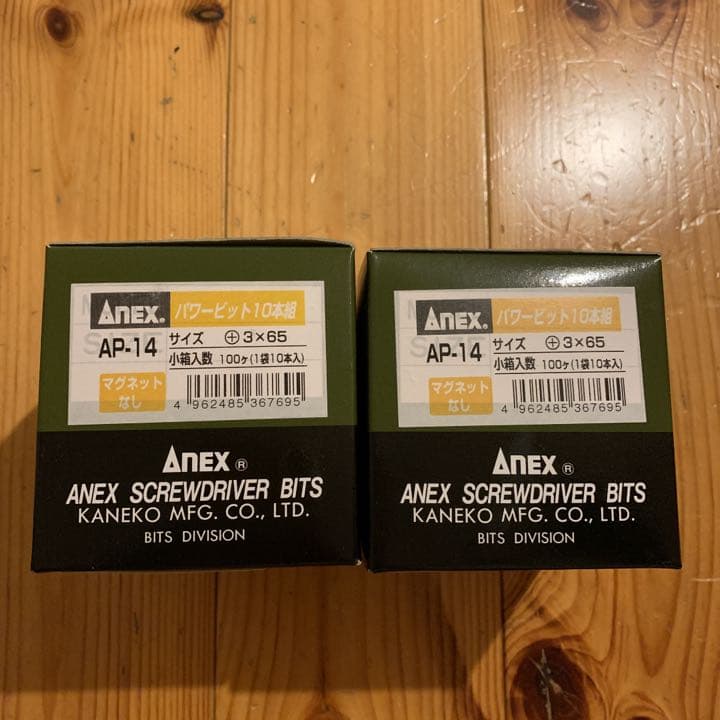 ANEX®
パワービット10本組
AP-14
サイズ ⊕3×65
小箱入数 100ヶ(1袋10本入)
マグネット
なし
4 962485 367695
ANEX ®
ANEX SCREWDRIVER BITS
KANEKO MFG. CO., LTD.
BITS DIVISION
ANEX®
パワービット10本組
AP-14
サイズ ⊕3×65
小箱入数 100ヶ(1袋10本入)
マグネット
なし
4 962485 367695
ANEX ®
ANEX SCREWDRIVER BITS
KANEKO MFG. CO., LTD.
BITS DIVISION